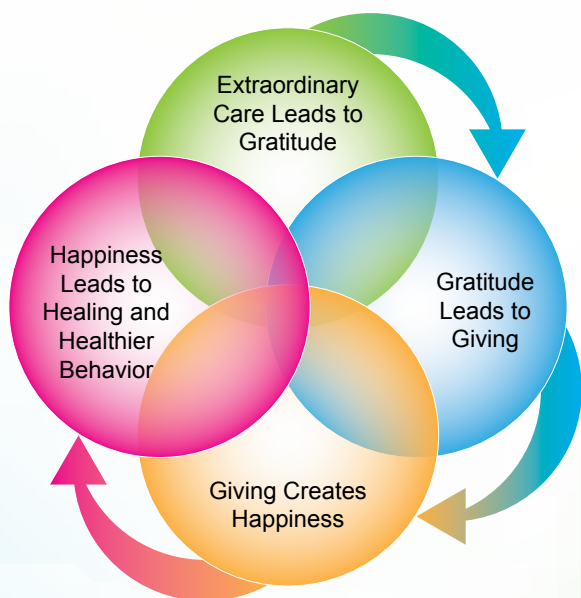 Extraordinary
Care Leads to
Gratitude
Gratitude
Leads to
Giving
Giving Creates
Happiness
Happiness
Leads to
Healing and
Healthier
Behavior